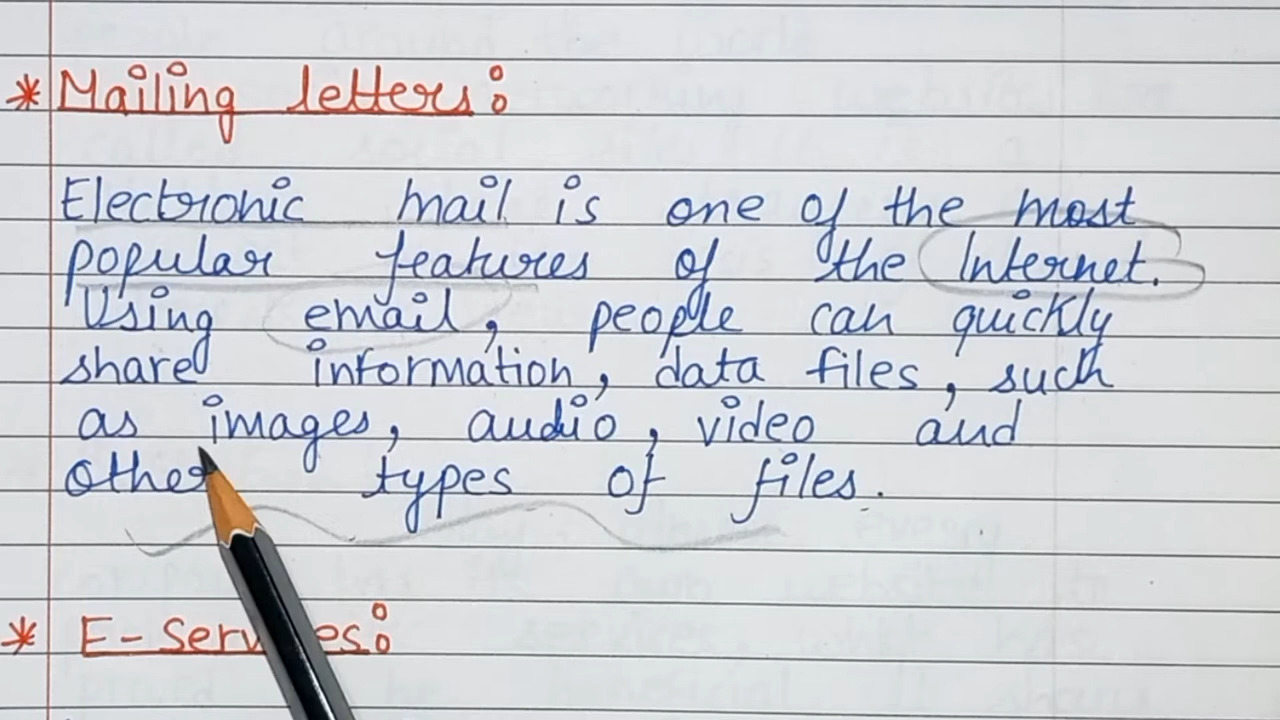 * Mailing letters:
Electronic mail is one of the most
popular features of the Internet.
Using email, people can quickly
share information, data files, such
as images, audio, video and
other types of files.
* E-Services: